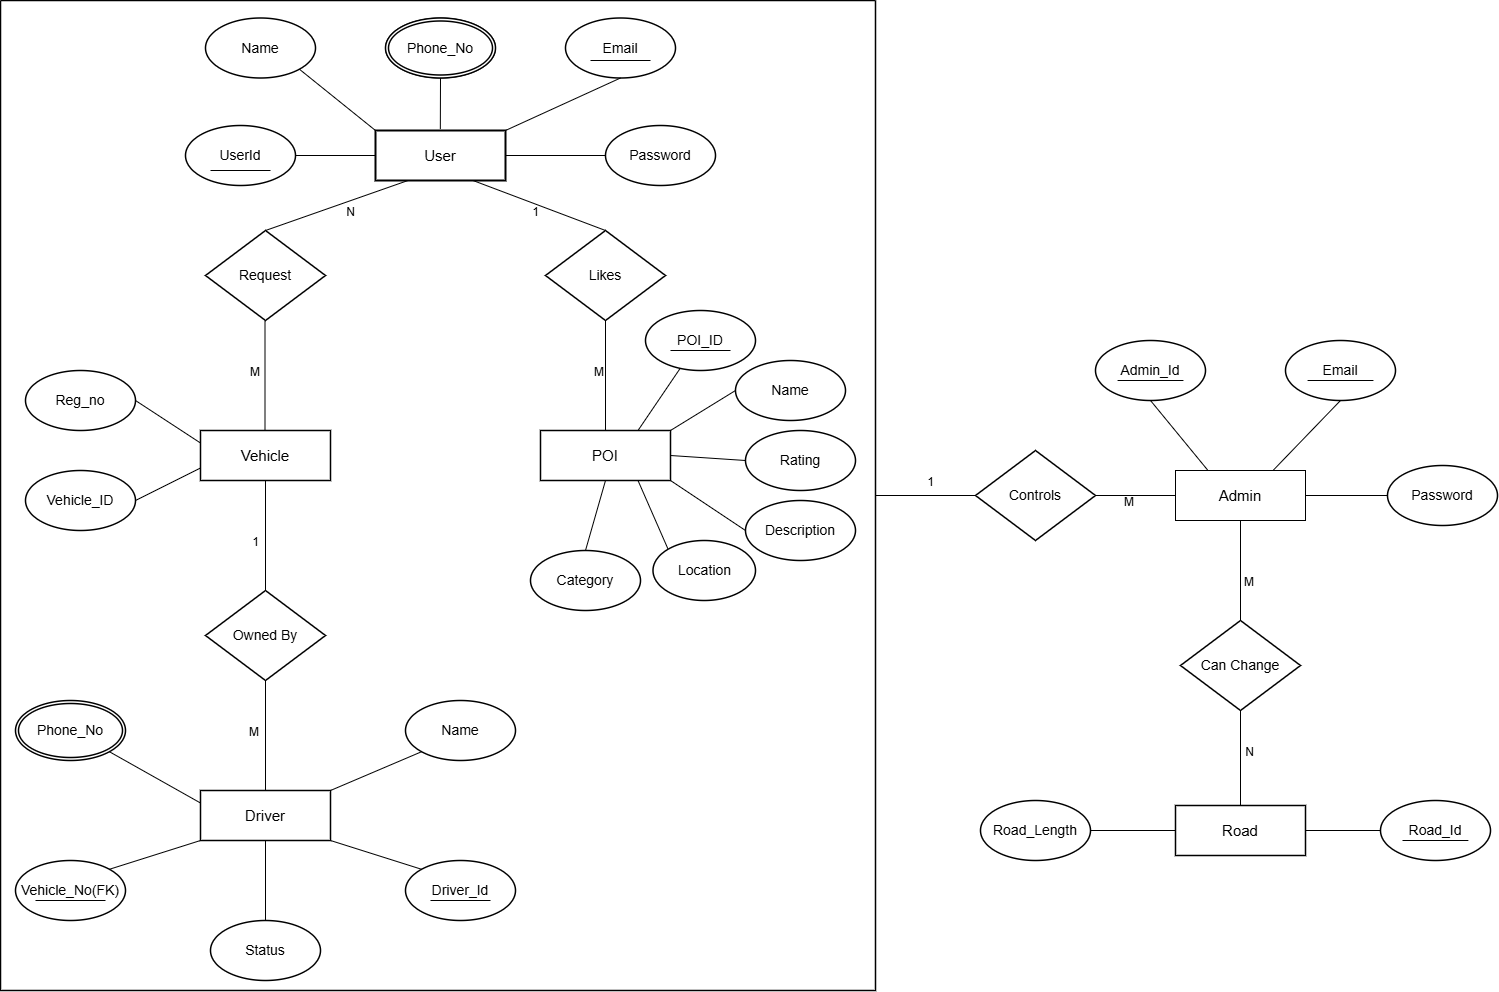 Name
Phone_No
Email
UserId
User
Password
N
1
Request
Likes
M
M
POI_ID
Name
Rating
Description
Location
Category
POI
Reg_no
Vehicle
Vehicle_ID
1
Owned By
M
Phone_No
Name
Driver
Vehicle_No(FK)
Driver_Id
Status
1
Controls
M
Admin_Id
Email
Admin
Password
M
Can Change
N
Road_Length
Road
Road_Id